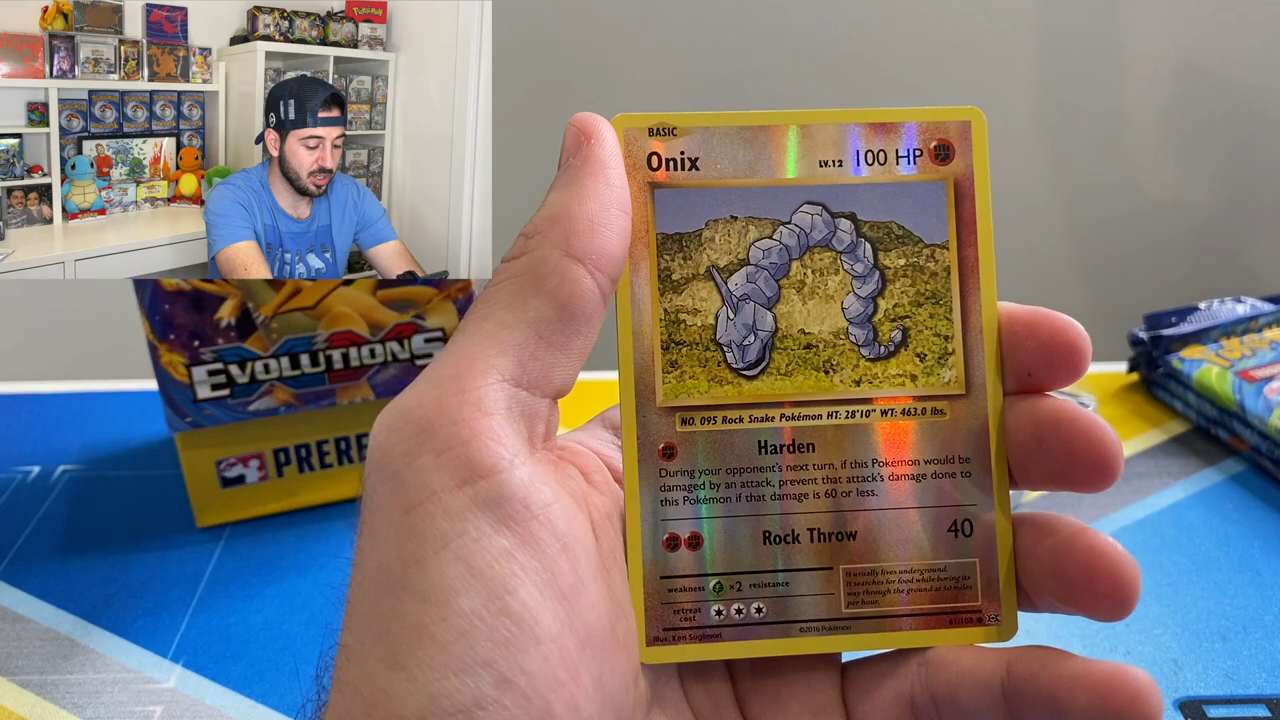 BASIC
Onix LV.12 100 HP
NO. 095 Rock Snake Pokémon HT: 28'10" WT: 463.0 lbs.
Harden
During your opponent's next turn, if this Pokémon would be
damaged by an attack, prevent that attack's damage done to
this Pokémon if that damage is 60 or less.
Rock Throw 40
weakness ×2 resistance
retreat
cost
It usually lives underground.
It searches for food while boring its
way through the ground at 50 miles
per hour.
Illus. Ken Sugimori
©2016 Pokémon
61/108
XY
EVOLUTIONS
PRERE
Pokémon